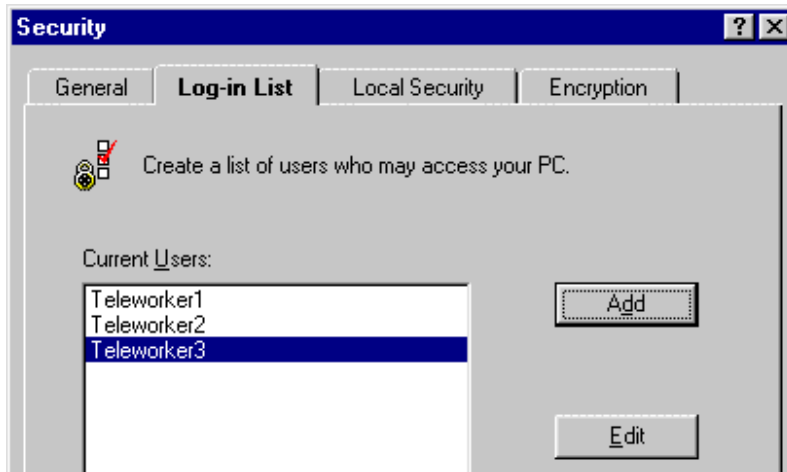 Security
General Log-in List Local Security Encryption
Create a list of users who may access your PC.
Current Users:
Teleworker1
Teleworker2
Teleworker3
Add
Edit